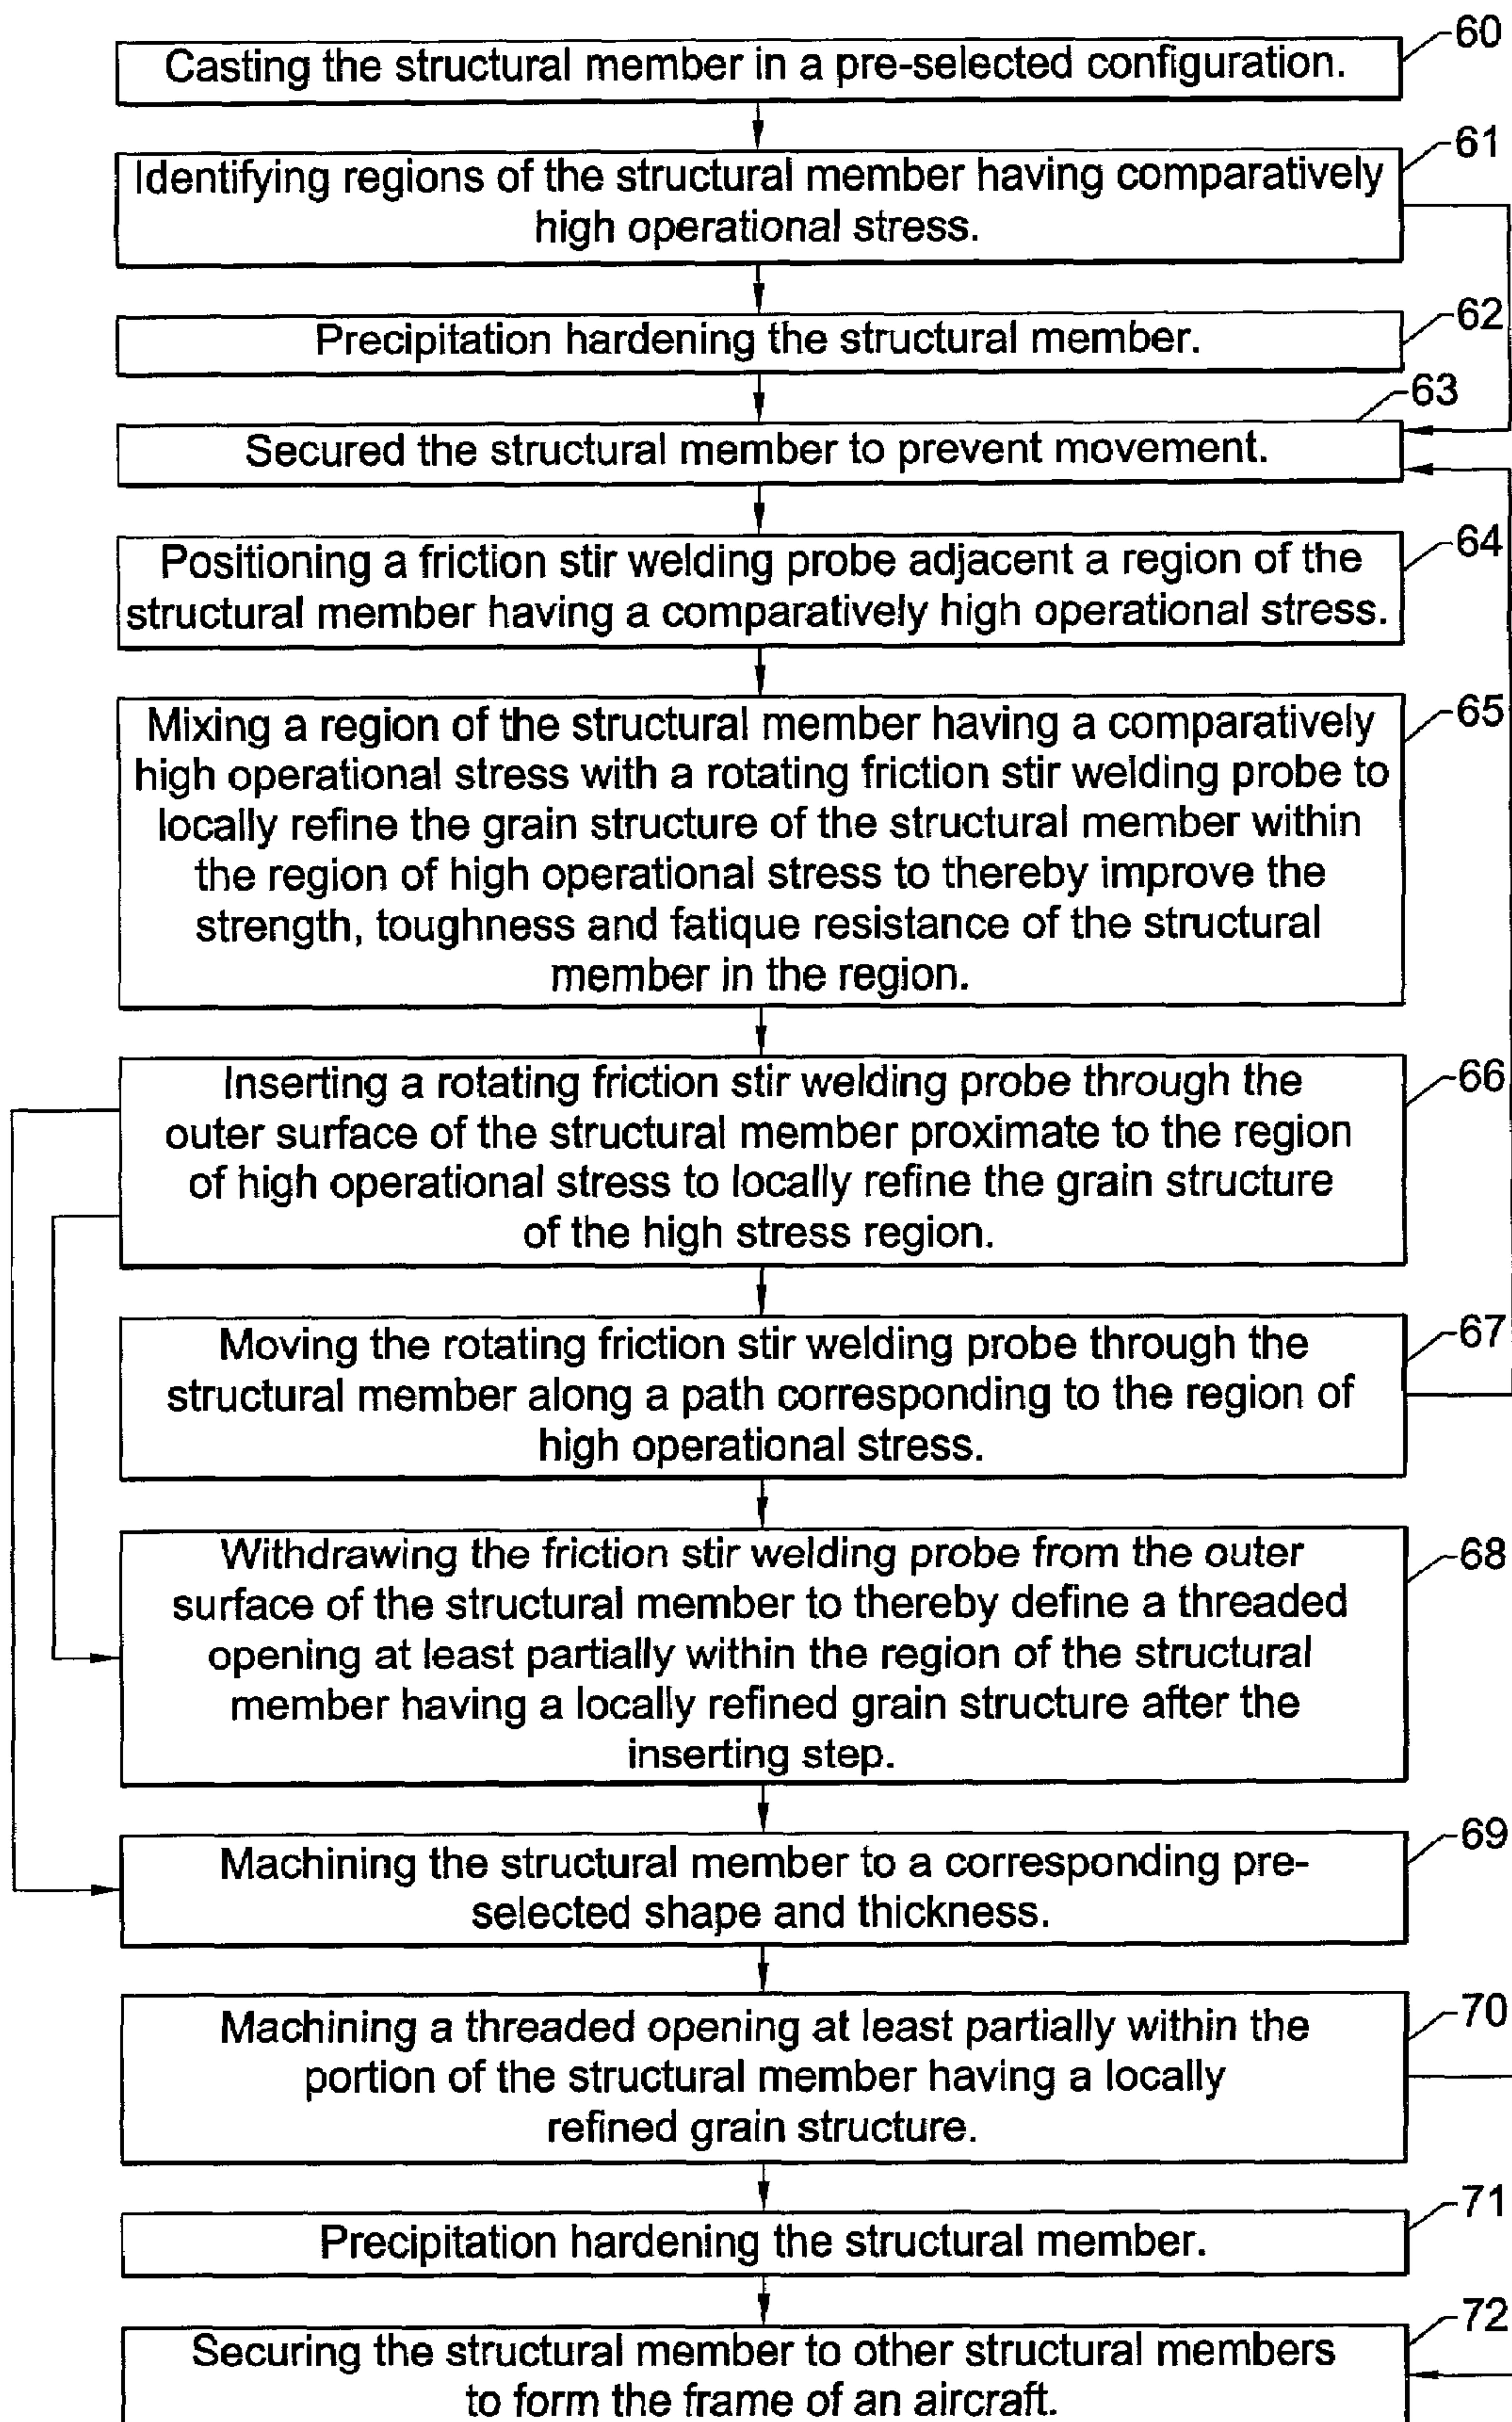 60
Casting the structural member in a pre-selected configuration.
61
Identifying regions of the structural member having comparatively
high operational stress.
62
Precipitation hardening the structural member.
63
Secured the structural member to prevent movement.
64
Positioning a friction stir welding probe adjacent a region of the
structural member having a comparatively high operational stress.
65
Mixing a region of the structural member having a comparatively
high operational stress with a rotating friction stir welding probe to
locally refine the grain structure of the structural member within
the region of high operational stress to thereby improve the
strength, toughness and fatique resistance of the structural
member in the region.
66
Inserting a rotating friction stir welding probe through the
outer surface of the structural member proximate to the region
of high operational stress to locally refine the grain structure
of the high stress region.
67
Moving the rotating friction stir welding probe through the
structural member along a path corresponding to the region of
high operational stress.
68
Withdrawing the friction stir welding probe from the outer
surface of the structural member to thereby define a threaded
opening at least partially within the region of the structural
member having a locally refined grain structure after the
inserting step.
69
Machining the structural member to a corresponding pre-
selected shape and thickness.
70
Machining a threaded opening at least partially within the
portion of the structural member having a locally
refined grain structure.
71
Precipitation hardening the structural member.
72
Securing the structural member to other structural members
to form the frame of an aircraft.